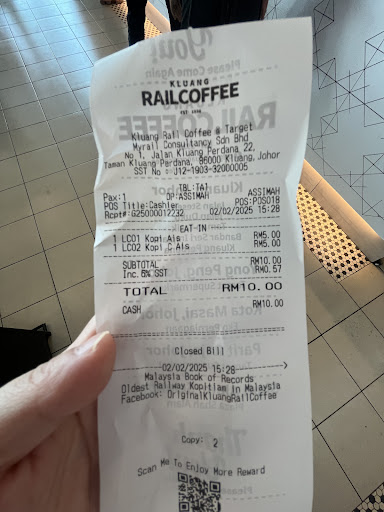 KLUANG
RAILCOFFEE
EST. 1938
Kluang Rail Coffee @ Target
Myrail Consultancy Sdn Bhd
No 1, Jalan Kluang Perdana 22,
Taman Kluang Perdana, 86000 Kluang, Johor
SST No : J12-1903-32000005
TBL:TA1
Pax:1 OP:ASSIMAH ASSIMAH
POS Title:Cashier POS:POS018
Rcpt#:G25000012232 02/02/2025 15:28
EAT-IN
1 LC01 Kopi Ais RM5.00
1 LC02 Kopi C Ais RM5.00
SUBTOTAL RM10.00
Inc. 6% SST RM0.57
TOTAL RM10.00
CASH RM10.00
Closed Bill
02/02/2025 15:28
Malaysia Book of Records
Oldest Railway Kopitiam in Malaysia
Facebook: OriginalKluangRailCoffee
Copy: 2
Scan Me To Enjoy More Reward